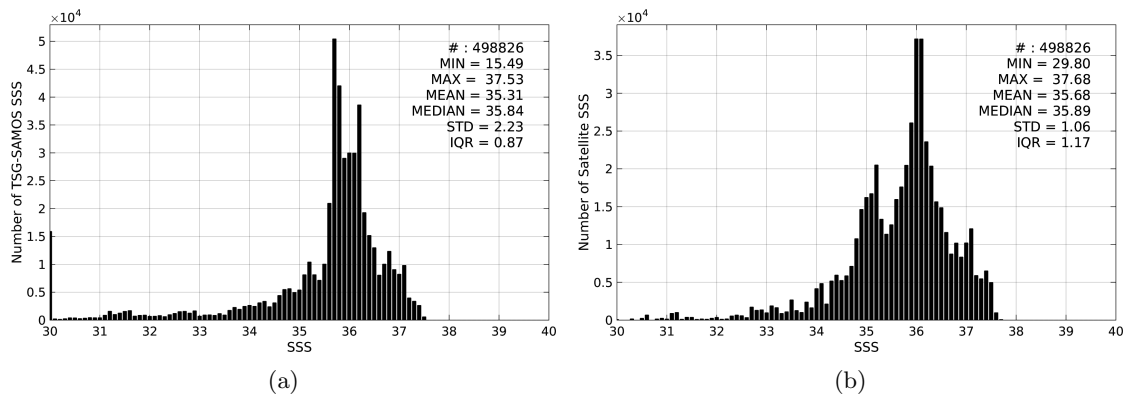 ×10⁴
5
4.5
4
3.5
3
2.5
2
1.5
1
0.5
0
Number of TSG-SAMOS SSS
# : 498826
MIN = 15.49
MAX = 37.53
MEAN = 35.31
MEDIAN = 35.84
STD = 2.23
IQR = 0.87
30 31 32 33 34 35 36 37 38 39 40
SSS
(a)
×10⁴
3.5
3
2.5
2
1.5
1
0.5
0
Number of Satellite SSS
# : 498826
MIN = 29.80
MAX = 37.68
MEAN = 35.68
MEDIAN = 35.89
STD = 1.06
IQR = 1.17
30 31 32 33 34 35 36 37 38 39 40
SSS
(b)